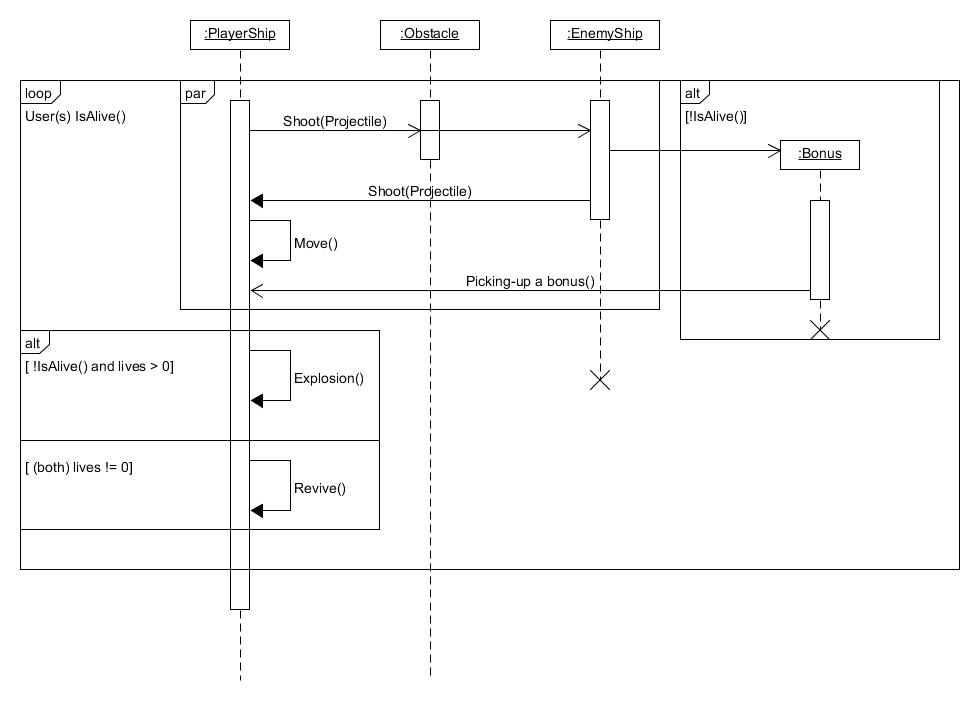 :PlayerShip
:Obstacle
:EnemyShip
loop
par
alt
User(s) IsAlive()
[!IsAlive()]
Shoot(Projectile)
:Bonus
Shoot(Projectile)
Move()
Picking-up a bonus()
alt
[ !IsAlive() and lives > 0]
Explosion()
[ (both) lives != 0]
Revive()